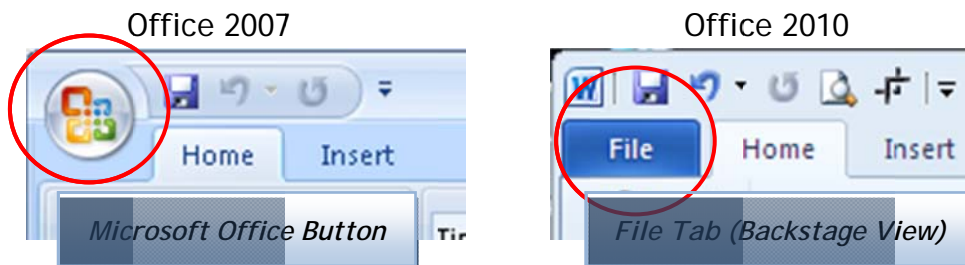 Office 2007
Office 2010
Home Insert
File Home Insert
Microsoft Office Button
File Tab (Backstage View)